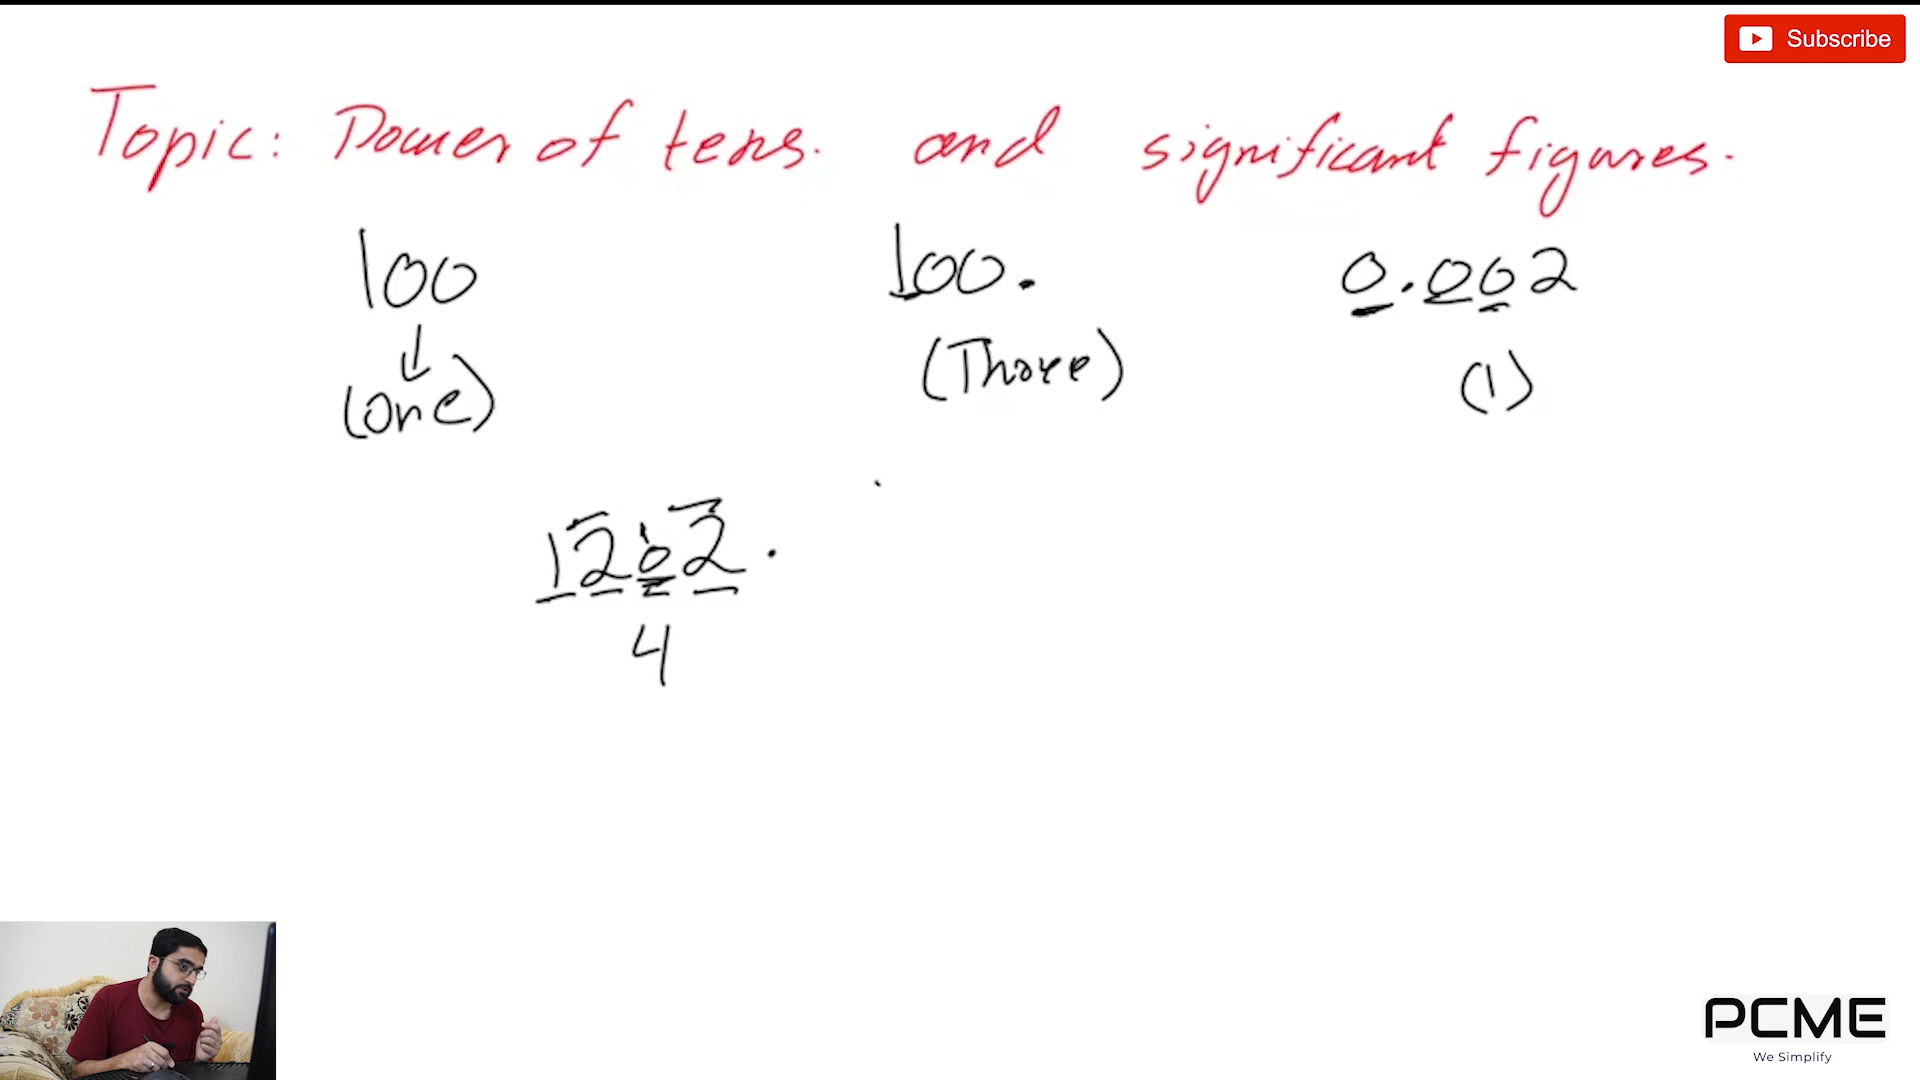 Subscribe
Topic: Power of tens. and significant figures.
100 100. 0.002
(One) (Three) (1)
1202.
4
PCME
We Simplify